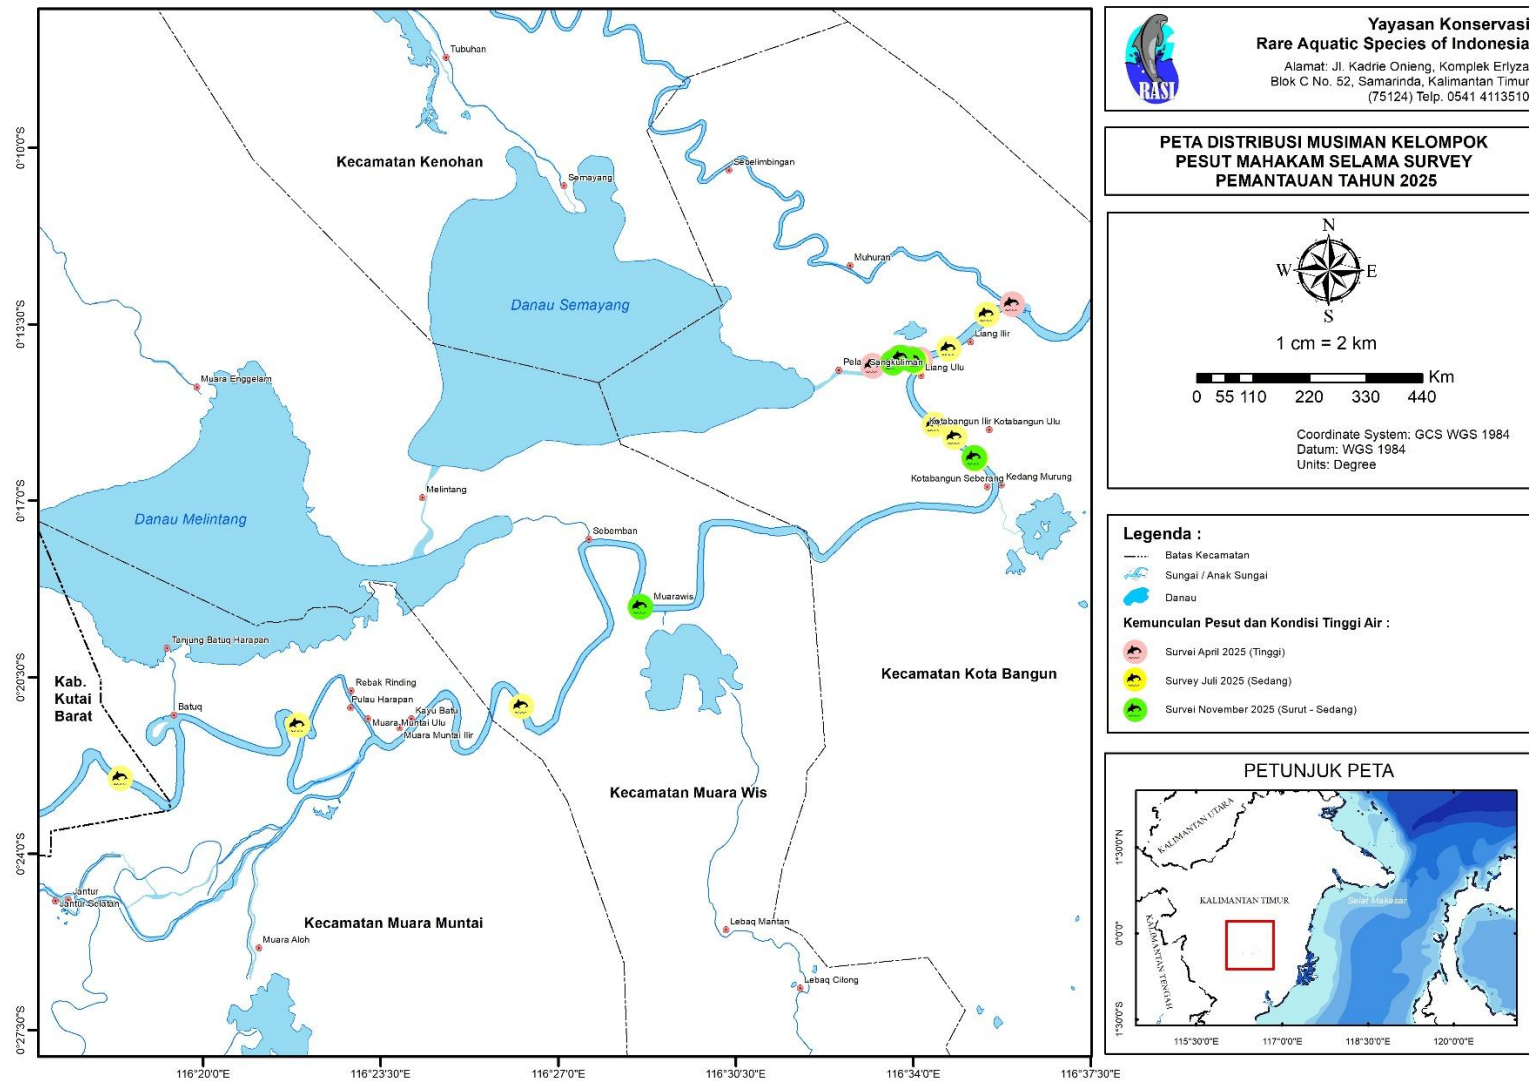 Yayasan Konservasi
Rare Aquatic Species of Indonesia
Alamat: Jl. Kadrie Onieng, Komplek Erlyza
Blok C No. 52, Samarinda, Kalimantan Timur
(75124) Telp. 0541 4113510
RASI
PETA DISTRIBUSI MUSIMAN KELOMPOK
PESUT MAHAKAM SELAMA SURVEY
PEMANTAUAN TAHUN 2025
N
W
E
S
1 cm = 2 km
Km
0 55 110 220 330 440
Coordinate System: GCS WGS 1984
Datum: WGS 1984
Units: Degree
Legenda :
Batas Kecamatan
Sungai / Anak Sungai
Danau
Kemunculan Pesut dan Kondisi Tinggi Air :
Survei April 2025 (Tinggi)
Survey Juli 2025 (Sedang)
Survei November 2025 (Surut - Sedang)
PETUNJUK PETA
KALIMANTAN UTARA
KALIMANTAN TIMUR
KALIMANTAN TENGAH
Selat Makasar
1°30'0"N
0°0'0"
1°30'0"S
115°30'0"E
117°0'0"E
118°30'0"E
120°0'0"E
Tubuhan
Kecamatan Kenohan
Semayang
Sebelimbingan
Muhuran
Danau Semayang
Liang Ilir
Pela
Sangkuliman
Liang Ulu
Muara Enggelam
Kotabangun Ilir
Kotabangun Ulu
Kotabangun Seberang
Kedang Murung
Melintang
Danau Melintang
Sebemban
Muarawis
Tanjung Batuq Harapan
Kecamatan Kota Bangun
Kab.
Kutai
Barat
Rebak Rinding
Pulau Harapan
Batuq
Kayu Batu
Muara Muntai Ulu
Muara Muntai Ilir
Kecamatan Muara Wis
Jantur
Jantur Selatan
Kecamatan Muara Muntai
Lebaq Mantan
Muara Aloh
Lebaq Cilong
0°10'0"S
0°13'30"S
0°17'0"S
0°20'30"S
0°24'0"S
0°27'30"S
116°20'0"E
116°23'30"E
116°27'0"E
116°30'30"E
116°34'0"E
116°37'30"E